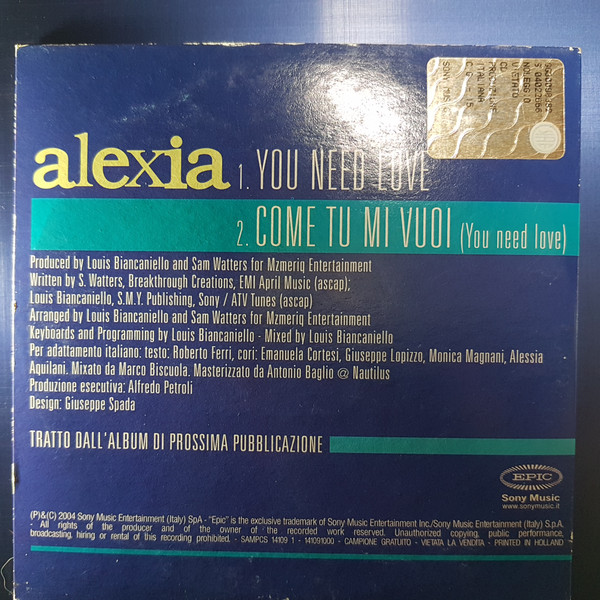 alexia 1. YOU NEED LOVE
2. COME TU MI VUOI (You need love)
Produced by Louis Biancaniello and Sam Watters for Mzmeriq Entertainment
Written by S. Watters, Breakthrough Creations, EMI April Music (ascap);
Louis Biancaniello, S.M.Y. Publishing, Sony / ATV Tunes (ascap)
Arranged by Louis Biancaniello and Sam Watters for Mzmeriq Entertainment
Keyboards and Programming by Louis Biancaniello - Mixed by Louis Biancaniello
Per adattamento italiano: testo: Roberto Ferri, cori: Emanuela Cortesi, Giuseppe Lopizzo, Monica Magnani, Alessia
Aquilani. Mixato da Marco Biscuola. Masterizzato da Antonio Baglio @ Nautilus
Produzione esecutiva: Alfredo Petroli
Design: Giuseppe Spada
TRATTO DALL'ALBUM DI PROSSIMA PUBBLICAZIONE
EPIC
Sony Music
www.sonymusic.it
(P)&(C) 2004 Sony Music Entertainment (Italy) SpA - "Epic" is the exclusive trademark of Sony Music Entertainment Inc./Sony Music Entertainment (Italy) S.p.A.
- All rights of the producer and of the owner of the recorded work reserved. Unauthorized copying, public performance,
broadcasting, hiring or rental of this recording prohibited. - SAMPCS 14109 1 - 141091000 - CAMPIONE GRATUITO - VIETATA LA VENDITA - PRINTED IN HOLLAND
NOLEGGIO
VISTATO
CD
ITALIANA